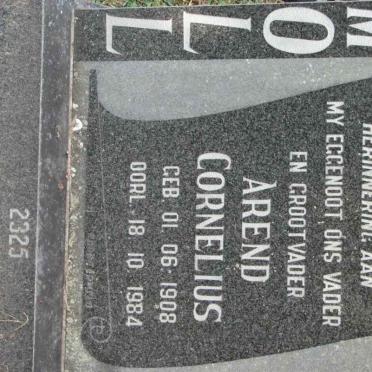 MOLL
HERINNERING AAN
MY EGGENOOT ONS VADER
EN GROOTVADER
AREND
CORNELIUS
GEB 01 · 06 · 1908
OORL 18 · 10 · 1984
2325